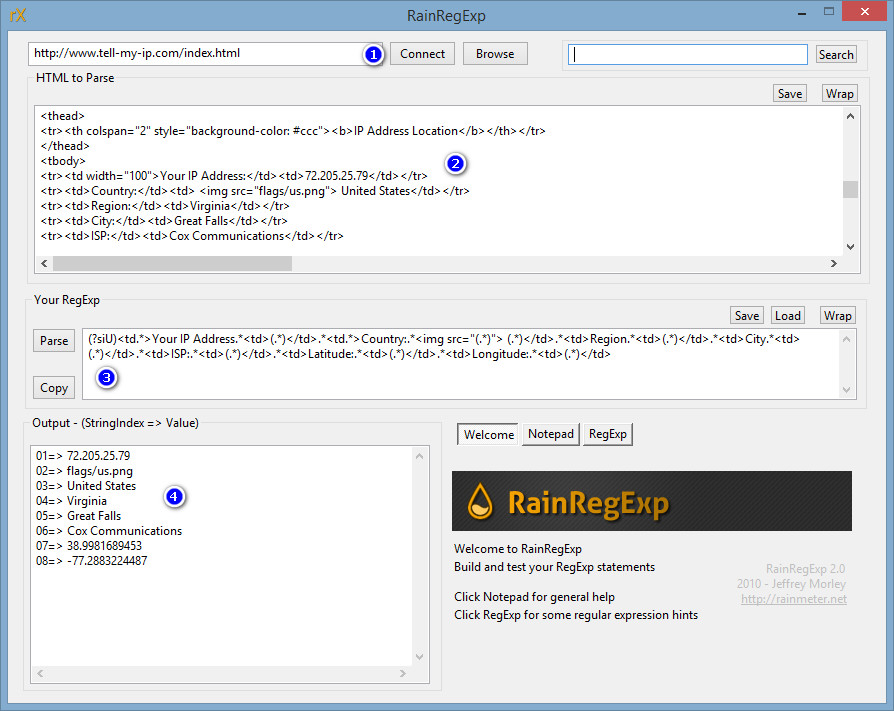 rX
RainRegExp
http://www.tell-my-ip.com/index.html
1
Connect
Browse
Search
HTML to Parse
Save
Wrap
<thead>
<tr><th colspan="2" style="background-color: #ccc"><b>IP Address Location</b></th></tr>
</thead>
<tbody>
2
<tr><td width="100">Your IP Address:</td><td>72.205.25.79</td></tr>
<tr><td>Country:</td><td> <img src="flags/us.png"> United States</td></tr>
<tr><td>Region:</td><td>Virginia</td></tr>
<tr><td>City:</td><td>Great Falls</td></tr>
<tr><td>ISP:</td><td>Cox Communications</td></tr>
Your RegExp
Save
Load
Wrap
Parse
Copy
(?siU)<td.*>Your IP Address.*<td>(.*)</td>.*<td.*>Country:.*<img src="(.*)"> (.*)</td>.*<td>Region.*<td>(.*)</td>.*<td>City.*<td>
(.*)</td>.*<td>ISP:.*<td>(.*)</td>.*<td>Latitude:.*<td>(.*)</td>.*<td>Longitude:.*<td>(.*)</td>
3
Output - (StringIndex => Value)
01=> 72.205.25.79
02=> flags/us.png
03=> United States
04=> Virginia
05=> Great Falls
06=> Cox Communications
07=> 38.9981689453
08=> -77.2883224487
4
Welcome
Notepad
RegExp
RainRegExp
Welcome to RainRegExp
Build and test your RegExp statements
Click Notepad for general help
Click RegExp for some regular expression hints
RainRegExp 2.0
2010 - Jeffrey Morley
http://rainmeter.net